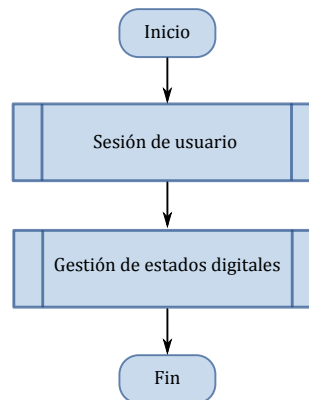 Inicio
Sesión de usuario
Gestión de estados digitales
Fin